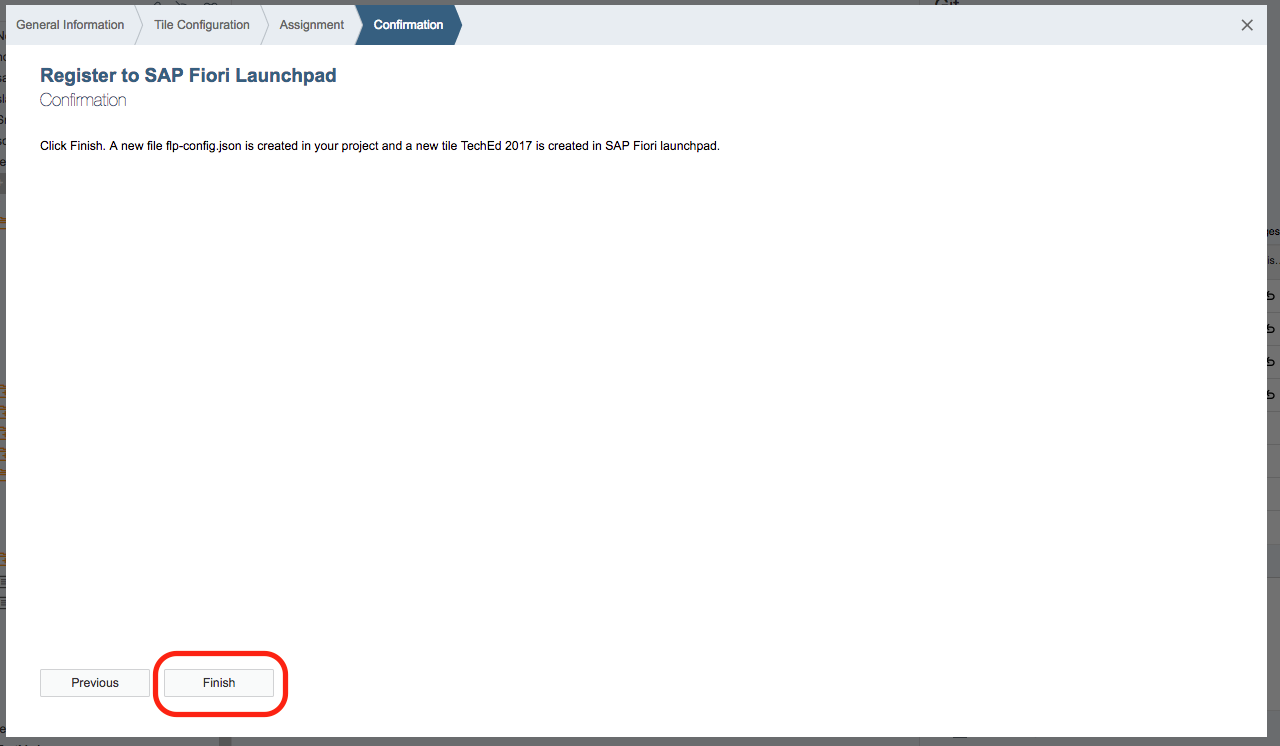 General Information
Tile Configuration
Assignment
Confirmation
Register to SAP Fiori Launchpad
Confirmation
Click Finish. A new file flp-config.json is created in your project and a new tile TechEd 2017 is created in SAP Fiori launchpad.
Previous
Finish